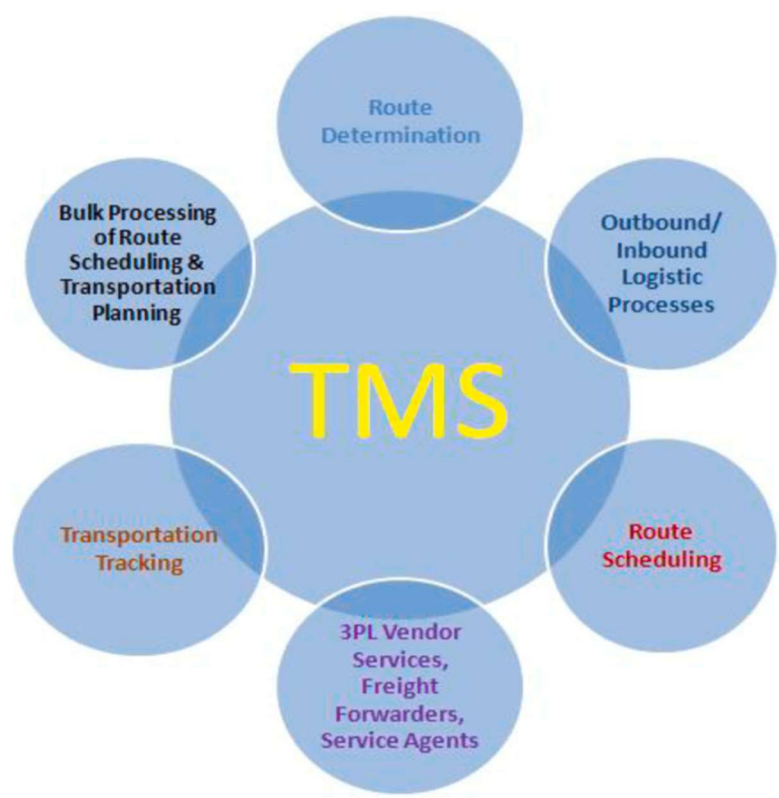 Route
Determination
Bulk Processing
of Route
Scheduling &
Transportation
Planning
Outbound/
Inbound
Logistic
Processes
TMS
Transportation
Tracking
Route
Scheduling
3PL Vendor
Services,
Freight
Forwarders,
Service Agents